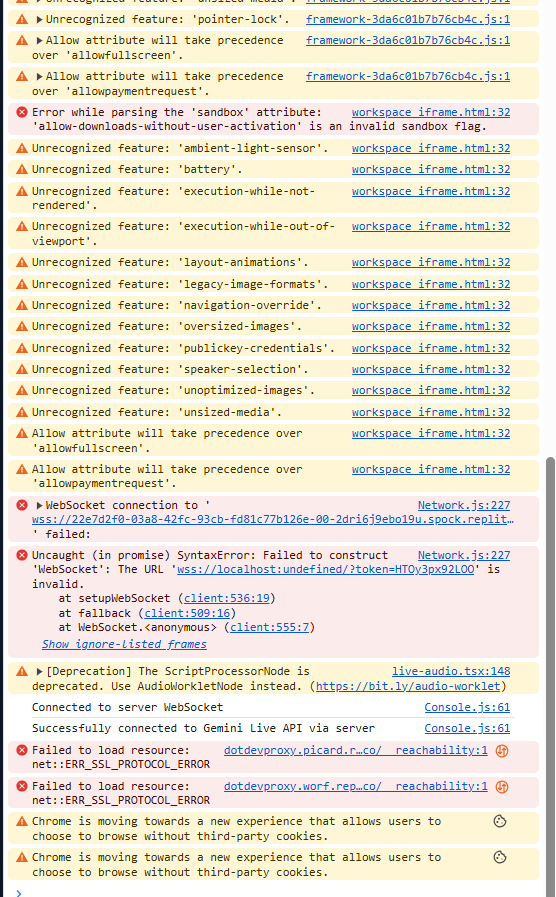 Unrecognized feature: 'unsized-media'. framework-3da6c01b7b76cb4c.js:1
▶Unrecognized feature: 'pointer-lock'. framework-3da6c01b7b76cb4c.js:1
▶Allow attribute will take precedence framework-3da6c01b7b76cb4c.js:1
over 'allowfullscreen'.
▶Allow attribute will take precedence framework-3da6c01b7b76cb4c.js:1
over 'allowpaymentrequest'.
Error while parsing the 'sandbox' attribute: workspace_iframe.html:32
'allow-downloads-without-user-activation' is an invalid sandbox flag.
Unrecognized feature: 'ambient-light-sensor'. workspace_iframe.html:32
Unrecognized feature: 'battery'. workspace_iframe.html:32
Unrecognized feature: 'execution-while-not- workspace_iframe.html:32
rendered'.
Unrecognized feature: 'execution-while-out-of- workspace_iframe.html:32
viewport'.
Unrecognized feature: 'layout-animations'. workspace_iframe.html:32
Unrecognized feature: 'legacy-image-formats'. workspace_iframe.html:32
Unrecognized feature: 'navigation-override'. workspace_iframe.html:32
Unrecognized feature: 'oversized-images'. workspace_iframe.html:32
Unrecognized feature: 'publickey-credentials'. workspace_iframe.html:32
Unrecognized feature: 'speaker-selection'. workspace_iframe.html:32
Unrecognized feature: 'unoptimized-images'. workspace_iframe.html:32
Unrecognized feature: 'unsized-media'. workspace_iframe.html:32
Allow attribute will take precedence over workspace_iframe.html:32
'allowfullscreen'.
Allow attribute will take precedence over workspace_iframe.html:32
'allowpaymentrequest'.
▶WebSocket connection to ' Network.js:227
wss://22e7d2f0-03a8-42fc-93cb-fd81c77b126e-00-2dri6j9ebo19u.spock.replit…
' failed:
Uncaught (in promise) SyntaxError: Failed to construct Network.js:227
'WebSocket': The URL 'wss://localhost:undefined/?token=HTOy3px92LOO' is
invalid.
at setupWebSocket (client:536:19)
at fallback (client:509:16)
at WebSocket.<anonymous> (client:555:7)
Show ignore-listed frames
▶[Deprecation] The ScriptProcessorNode is live-audio.tsx:148
deprecated. Use AudioWorkletNode instead. (https://bit.ly/audio-worklet)
Connected to server WebSocket Console.js:61
Successfully connected to Gemini Live API via server Console.js:61
Failed to load resource: dotdevproxy.picard.r…co/__reachability:1
net::ERR_SSL_PROTOCOL_ERROR
Failed to load resource: dotdevproxy.worf.rep…co/__reachability:1
net::ERR_SSL_PROTOCOL_ERROR
Chrome is moving towards a new experience that allows users to
choose to browse without third-party cookies.
Chrome is moving towards a new experience that allows users to
choose to browse without third-party cookies.